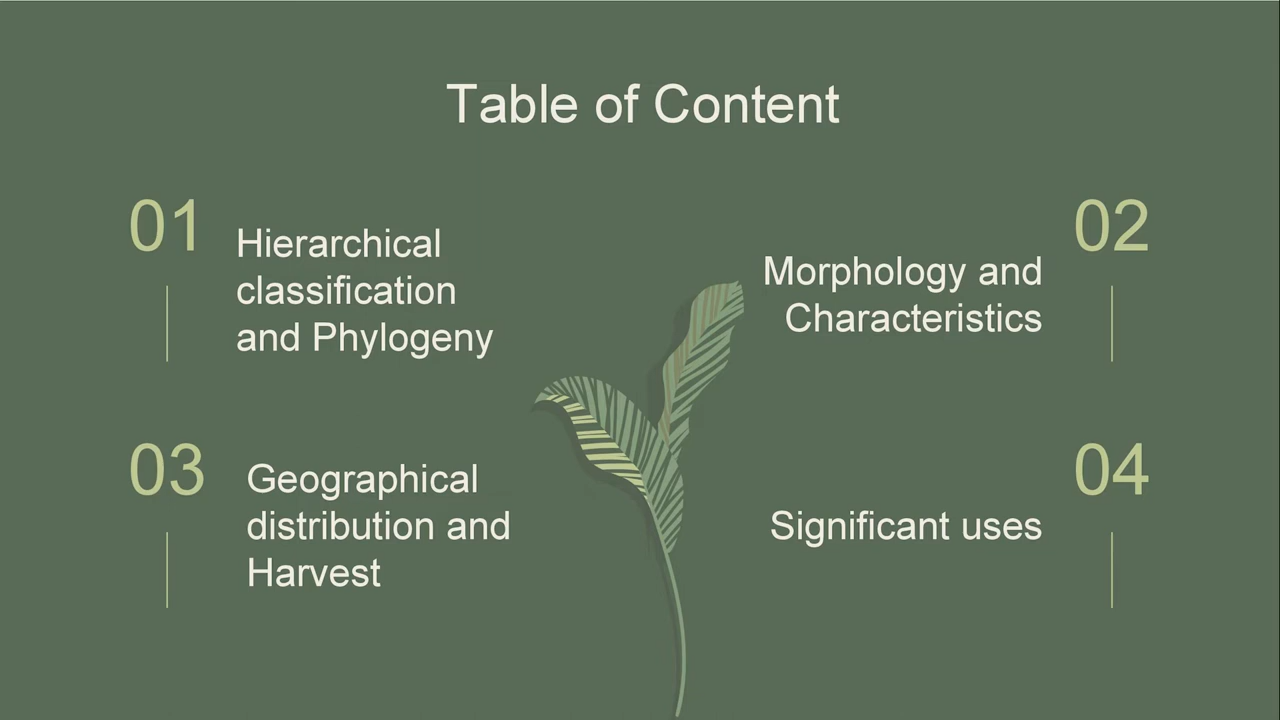 Table of Content
01
Hierarchical
classification
and Phylogeny
02
Morphology and
Characteristics
03
Geographical
distribution and
Harvest
04
Significant uses